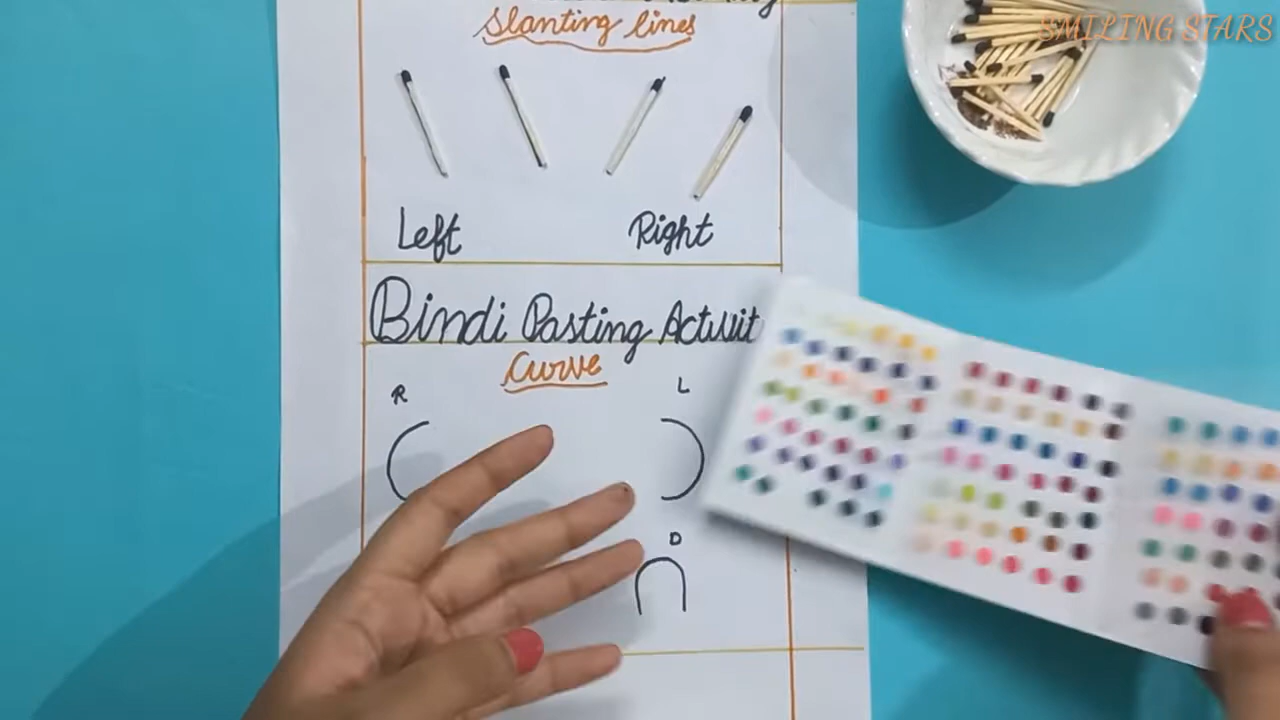 SMILING STARS
Slanting lines
Left Right
Bindi Pasting Activit
Curve
R L
D